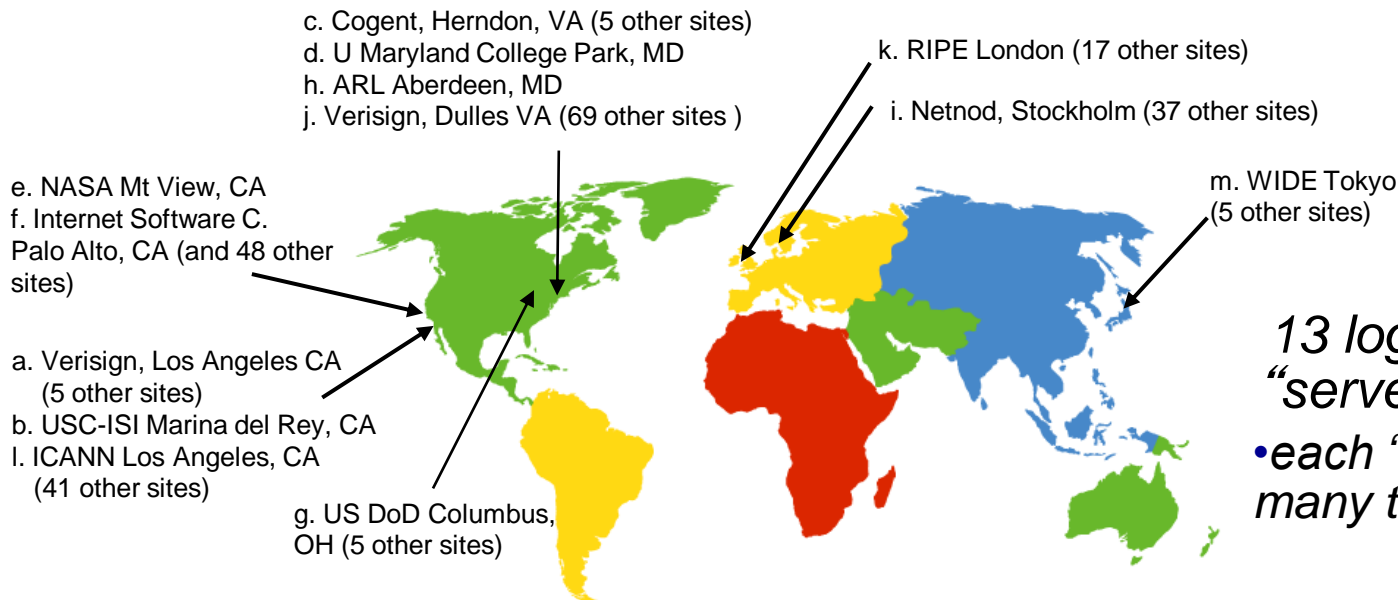 c. Cogent, Herndon, VA (5 other sites)
d. U Maryland College Park, MD
h. ARL Aberdeen, MD
j. Verisign, Dulles VA (69 other sites )
k. RIPE London (17 other sites)
i. Netnod, Stockholm (37 other sites)
m. WIDE Tokyo
(5 other sites)
e. NASA Mt View, CA
f. Internet Software C.
Palo Alto, CA (and 48 other
sites)
a. Verisign, Los Angeles CA
(5 other sites)
b. USC-ISI Marina del Rey, CA
l. ICANN Los Angeles, CA
(41 other sites)
g. US DoD Columbus,
OH (5 other sites)
13
•each
many